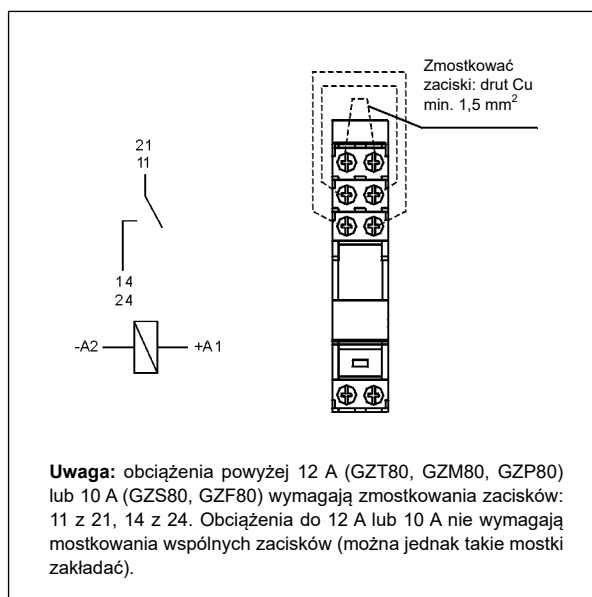 Zmostkować
zaciski: drut Cu
min. 1,5 mm²
21
11
14
24
-A2
+A1
Uwaga: obciążenia powyżej 12 A (GZT80, GZM80, GZP80)
lub 10 A (GZS80, GZF80) wymagają zmostkowania zacisków:
11 z 21, 14 z 24. Obciążenia do 12 A lub 10 A nie wymagają
mostkowania wspólnych zacisków (można jednak takie mostki
zakładać).